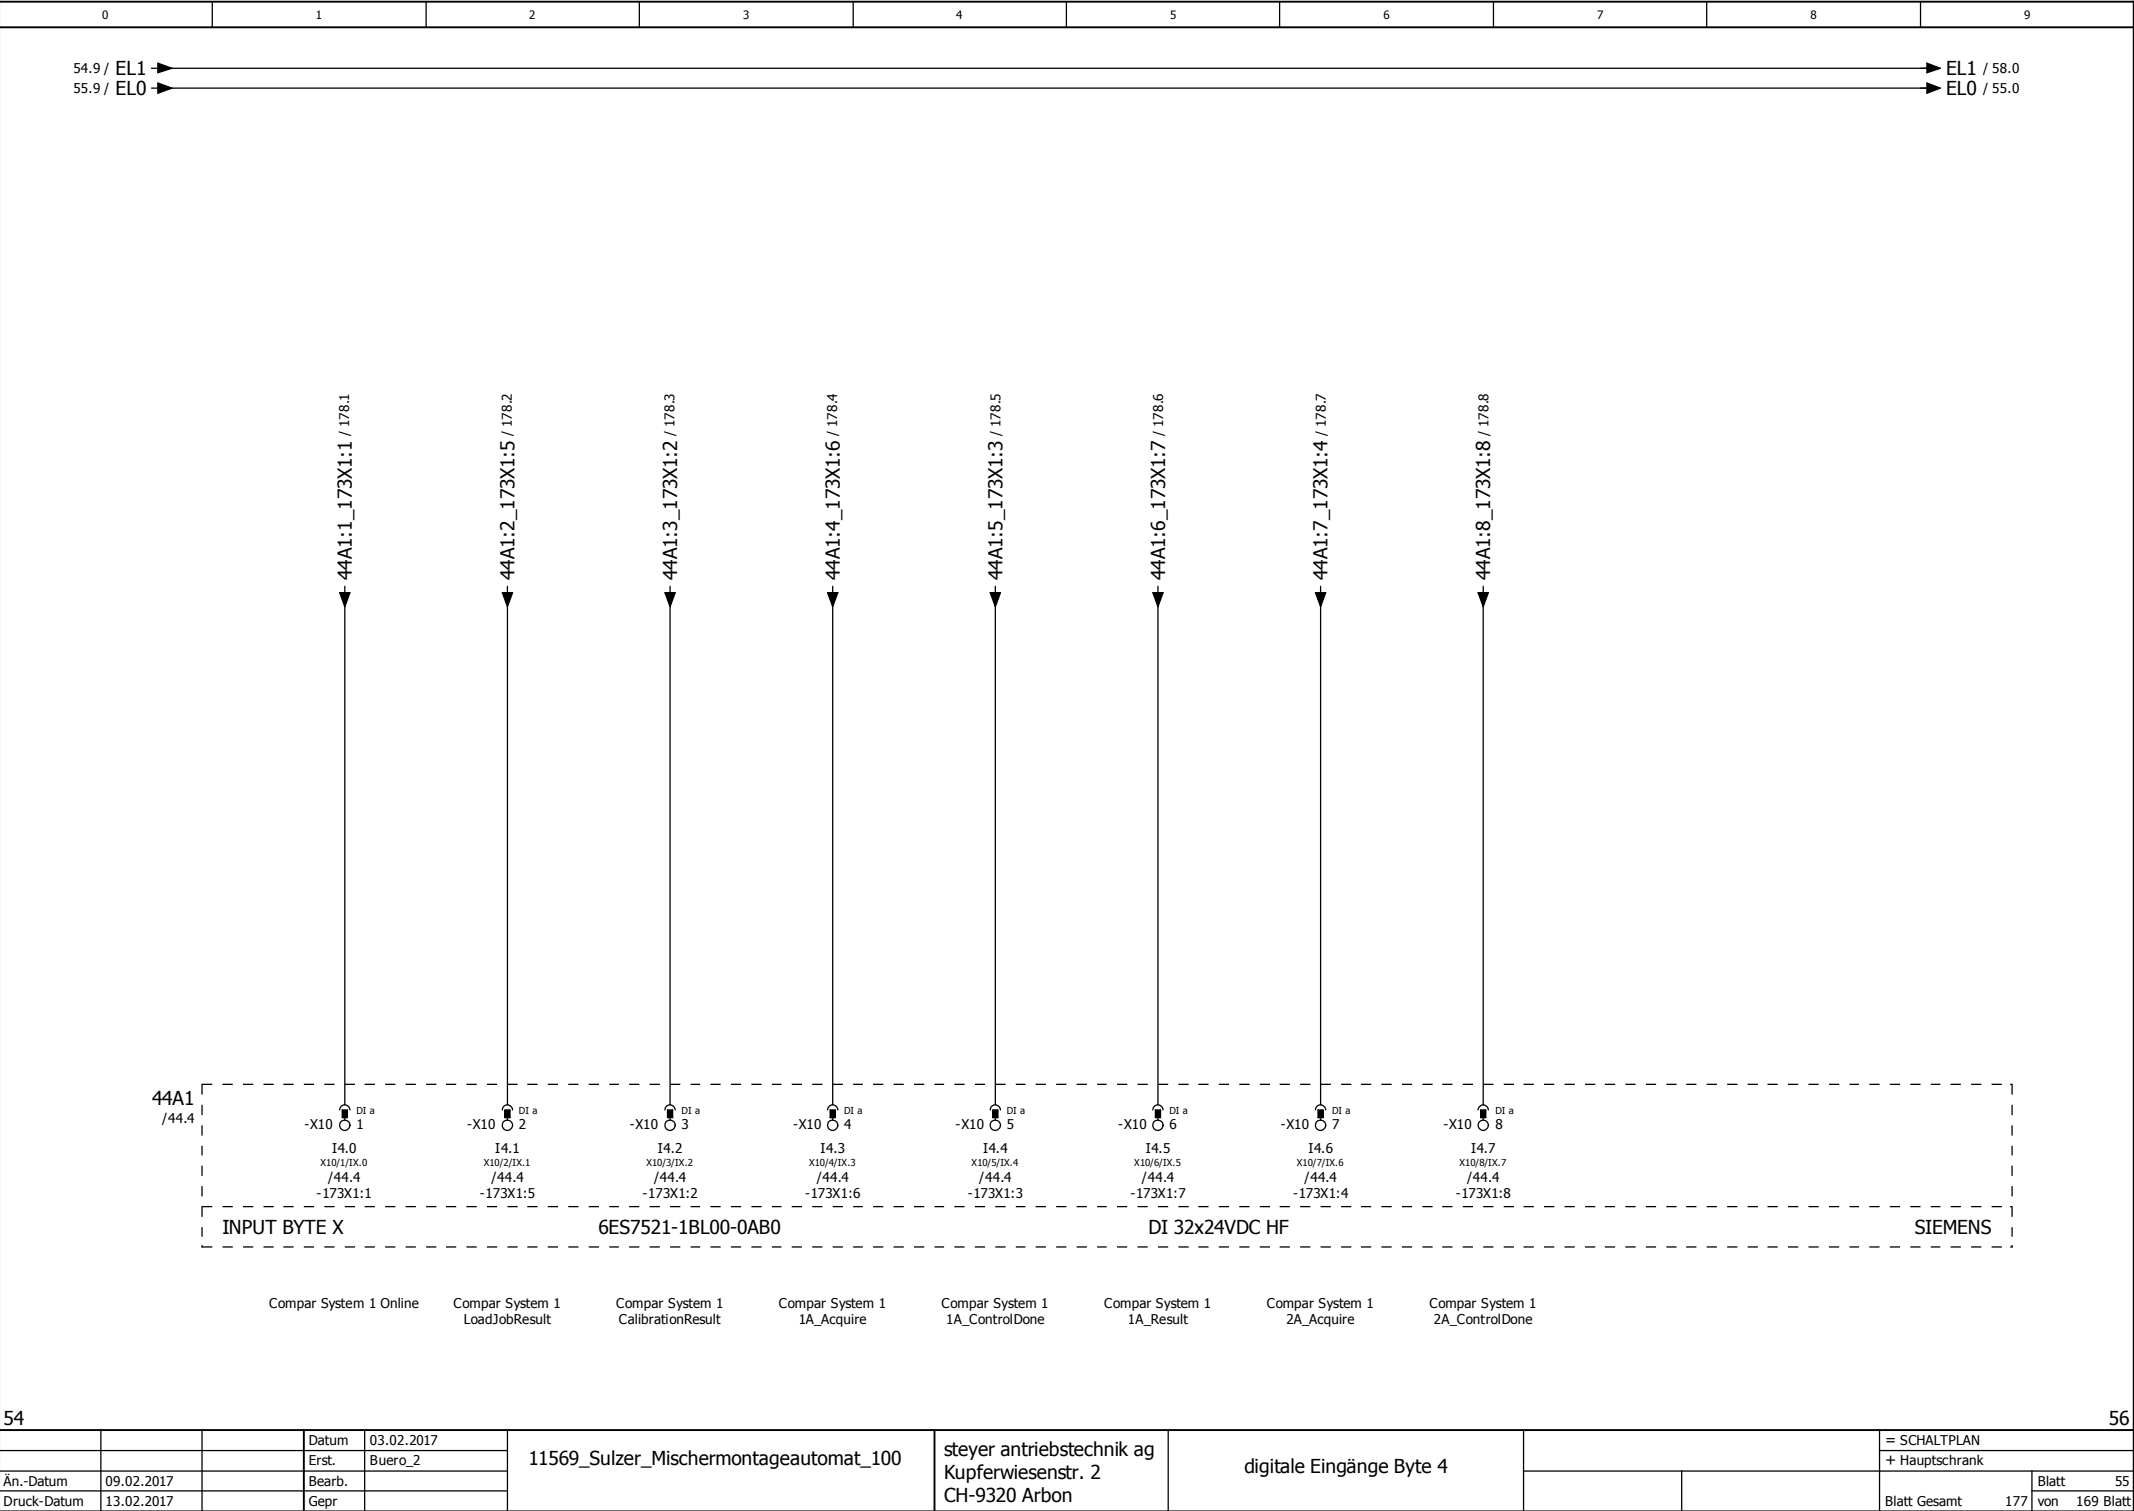 0 1 2 3 4 5 6 7 8 9
54.9 / EL1 EL1 / 58.0
55.9 / EL0 EL0 / 55.0
44A1:1_173X1:1 / 178.1
44A1:2_173X1:5 / 178.2
44A1:3_173X1:2 / 178.3
44A1:4_173X1:6 / 178.4
44A1:5_173X1:3 / 178.5
44A1:6_173X1:7 / 178.6
44A1:7_173X1:4 / 178.7
44A1:8_173X1:8 / 178.8
44A1
/44.4
DI a DI a DI a DI a DI a DI a DI a DI a
-X10 1 -X10 2 -X10 3 -X10 4 -X10 5 -X10 6 -X10 7 -X10 8
I4.0 I4.1 I4.2 I4.3 I4.4 I4.5 I4.6 I4.7
X10/1/IX.0 X10/2/IX.1 X10/3/IX.2 X10/4/IX.3 X10/5/IX.4 X10/6/IX.5 X10/7/IX.6 X10/8/IX.7
/44.4 /44.4 /44.4 /44.4 /44.4 /44.4 /44.4 /44.4
-173X1:1 -173X1:5 -173X1:2 -173X1:6 -173X1:3 -173X1:7 -173X1:4 -173X1:8
INPUT BYTE X 6ES7521-1BL00-0AB0 DI 32x24VDC HF SIEMENS
Compar System 1 Online Compar System 1 Compar System 1 Compar System 1 Compar System 1 Compar System 1 Compar System 1 Compar System 1
LoadJobResult CalibrationResult 1A_Acquire 1A_ControlDone 1A_Result 2A_Acquire 2A_ControlDone
54 56
Datum 03.02.2017
Erst. Buero_2
Än.-Datum 09.02.2017 Bearb.
Druck-Datum 13.02.2017 Gepr
11569_Sulzer_Mischermontageautomat_100
steyer antriebstechnik ag
Kupferwiesenstr. 2
CH-9320 Arbon
digitale Eingänge Byte 4
= SCHALTPLAN
+ Hauptschrank
Blatt 55
Blatt Gesamt 177 von 169 Blatt